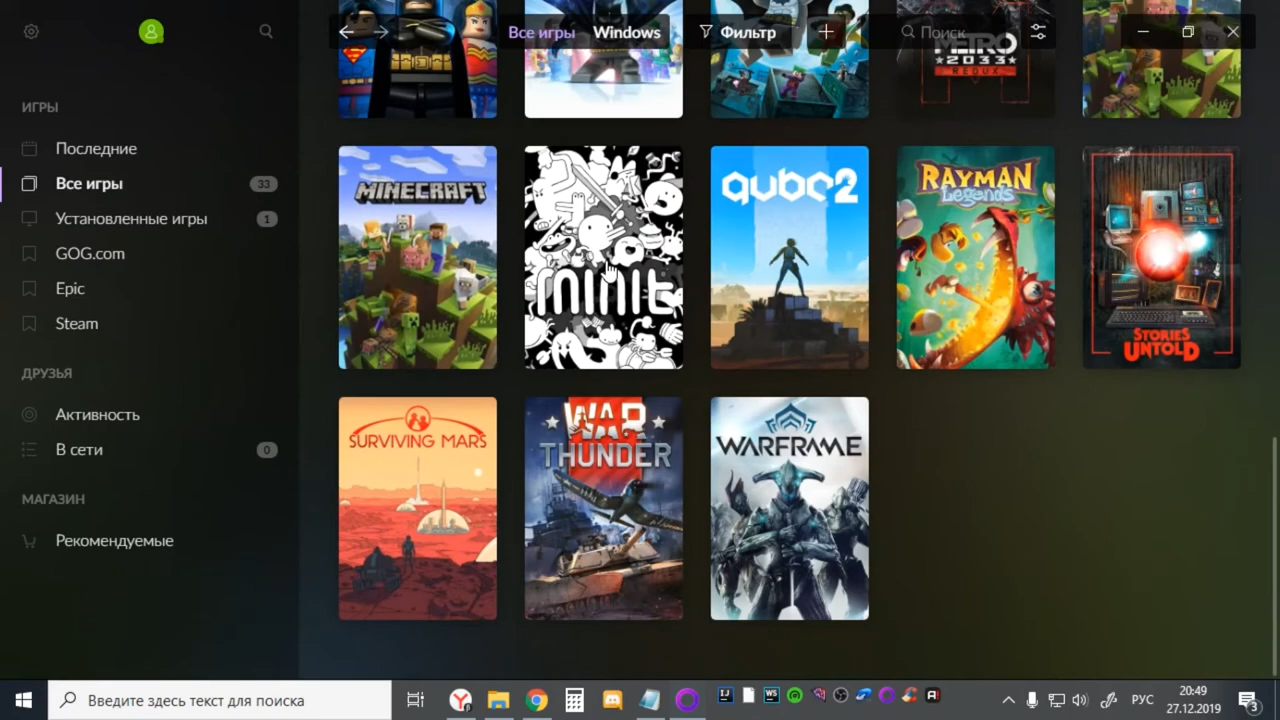 Все игры
Windows
Фильтр
Поиск
METRO
2033
REDUX
ИГРЫ
Последние
Все игры
33
Установленные игры
1
GOG.com
Epic
Steam
ДРУЗЬЯ
Активность
В сети
0
МАГАЗИН
Рекомендуемые
MINECRAFT
minit
qube2
RAYMAN
Legends
STORIES
UNTOLD
SURVIVING MARS
WAR
THUNDER
WARFRAME
Введите здесь текст для поиска
IJ
WS
РУС
20:49
27.12.2019
3